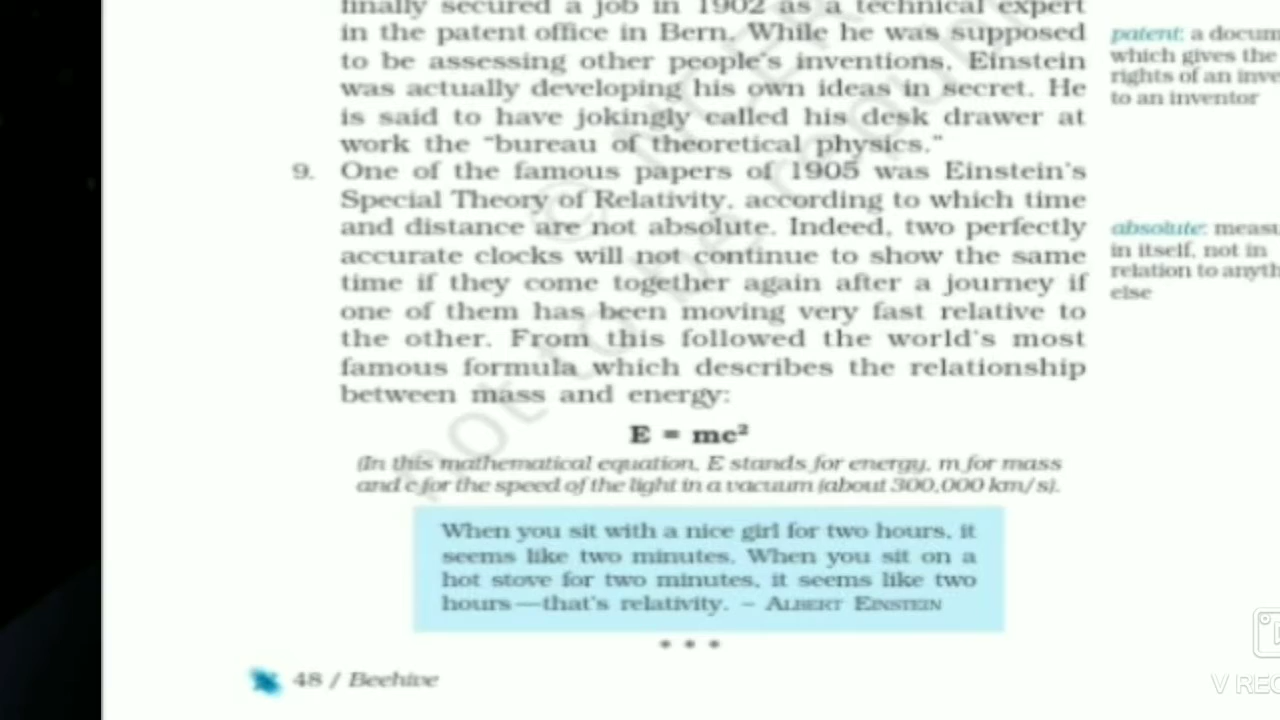 finally secured a job in 1902 as a technical expert
in the patent office in Bern. While he was supposed
to be assessing other people's inventions, Einstein
was actually developing his own ideas in secret. He
is said to have jokingly called his desk drawer at
work the "bureau of theoretical physics."
9. One of the famous papers of 1905 was Einstein's
Special Theory of Relativity, according to which time
and distance are not absolute. Indeed, two perfectly
accurate clocks will not continue to show the same
time if they come together again after a journey if
one of them has been moving very fast relative to
the other. From this followed the world's most
famous formula which describes the relationship
between mass and energy:
E = mc²
(In this mathematical equation, E stands for energy, m for mass
and c for the speed of the light in a vacuum (about 300,000 km/s).
When you sit with a nice girl for two hours, it
seems like two minutes. When you sit on a
hot stove for two minutes, it seems like two
hours—that's relativity. – ALBERT EINSTEIN
• • •
48 / Beehive
patent: a docum
which gives the
rights of an inve
to an inventor
absolute: measu
in itself, not in
relation to anyth
else
not to be republ
V REC